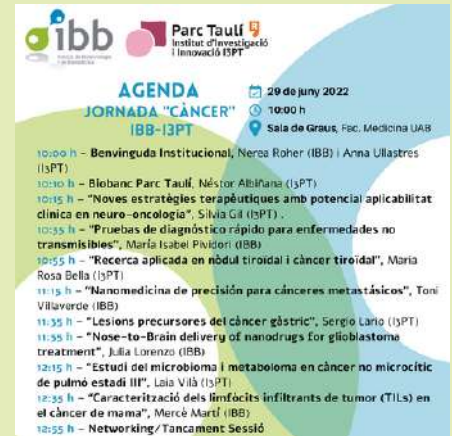 ibb
Parc Taulí
Institut d'Investigació
i Innovació I3PT
AGENDA
JORNADA "CÀNCER"
IBB-I3PT
29 de juny 2022
10:00 h
Sala de Graus, Fac. Medicina UAB
10:00 h – Benvinguda Institucional, Nerea Roher (IBB) i Anna Ullastres
(I3PT)
10:10 h – Biobanc Parc Taulí, Néstor Albiñana (I3PT)
10:15 h – "Noves estratègies terapèutiques amb potencial aplicabilitat
clínica en neuro-oncologia", Silvia Gil (I3PT) .
10:35 h – "Pruebas de diagnóstico rápido para enfermedades no
transmisibles", María Isabel Pividori (IBB)
10:55 h – "Recerca aplicada en nòdul tiroïdal i càncer tiroïdal", Maria
Rosa Bella (I3PT)
11:15 h – "Nanomedicina de precisión para cánceres metastásicos", Toni
Villaverde (IBB)
11:35 h – "Lesions precursores del càncer gàstric", Sergio Lario (I3PT)
11:55 h – "Nose-to-Brain delivery of nanodrugs for glioblastoma
treatment", Julia Lorenzo (IBB)
12:15 h – "Estudi del microbioma i metaboloma en càncer no microcític
de pulmó estadi III", Laia Vilà (I3PT)
12:35 h – "Caracterització dels limfòcits infiltrants de tumor (TILs) en
el càncer de mama", Mercè Martí (IBB)
12:55 h – Networking/Tancament Sessió